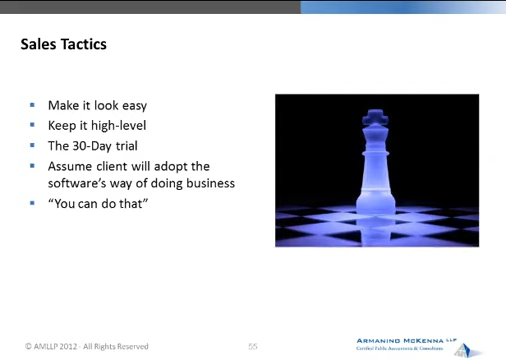 Sales Tactics
Make it look easy
Keep it high-level
The 30-Day trial
Assume client will adopt the
software's way of doing business
"You can do that"
© AMLLP 2012 - All Rights Reserved
55
ARMANINO MCKENNA LLP
Certified Public Accountants & Consultants